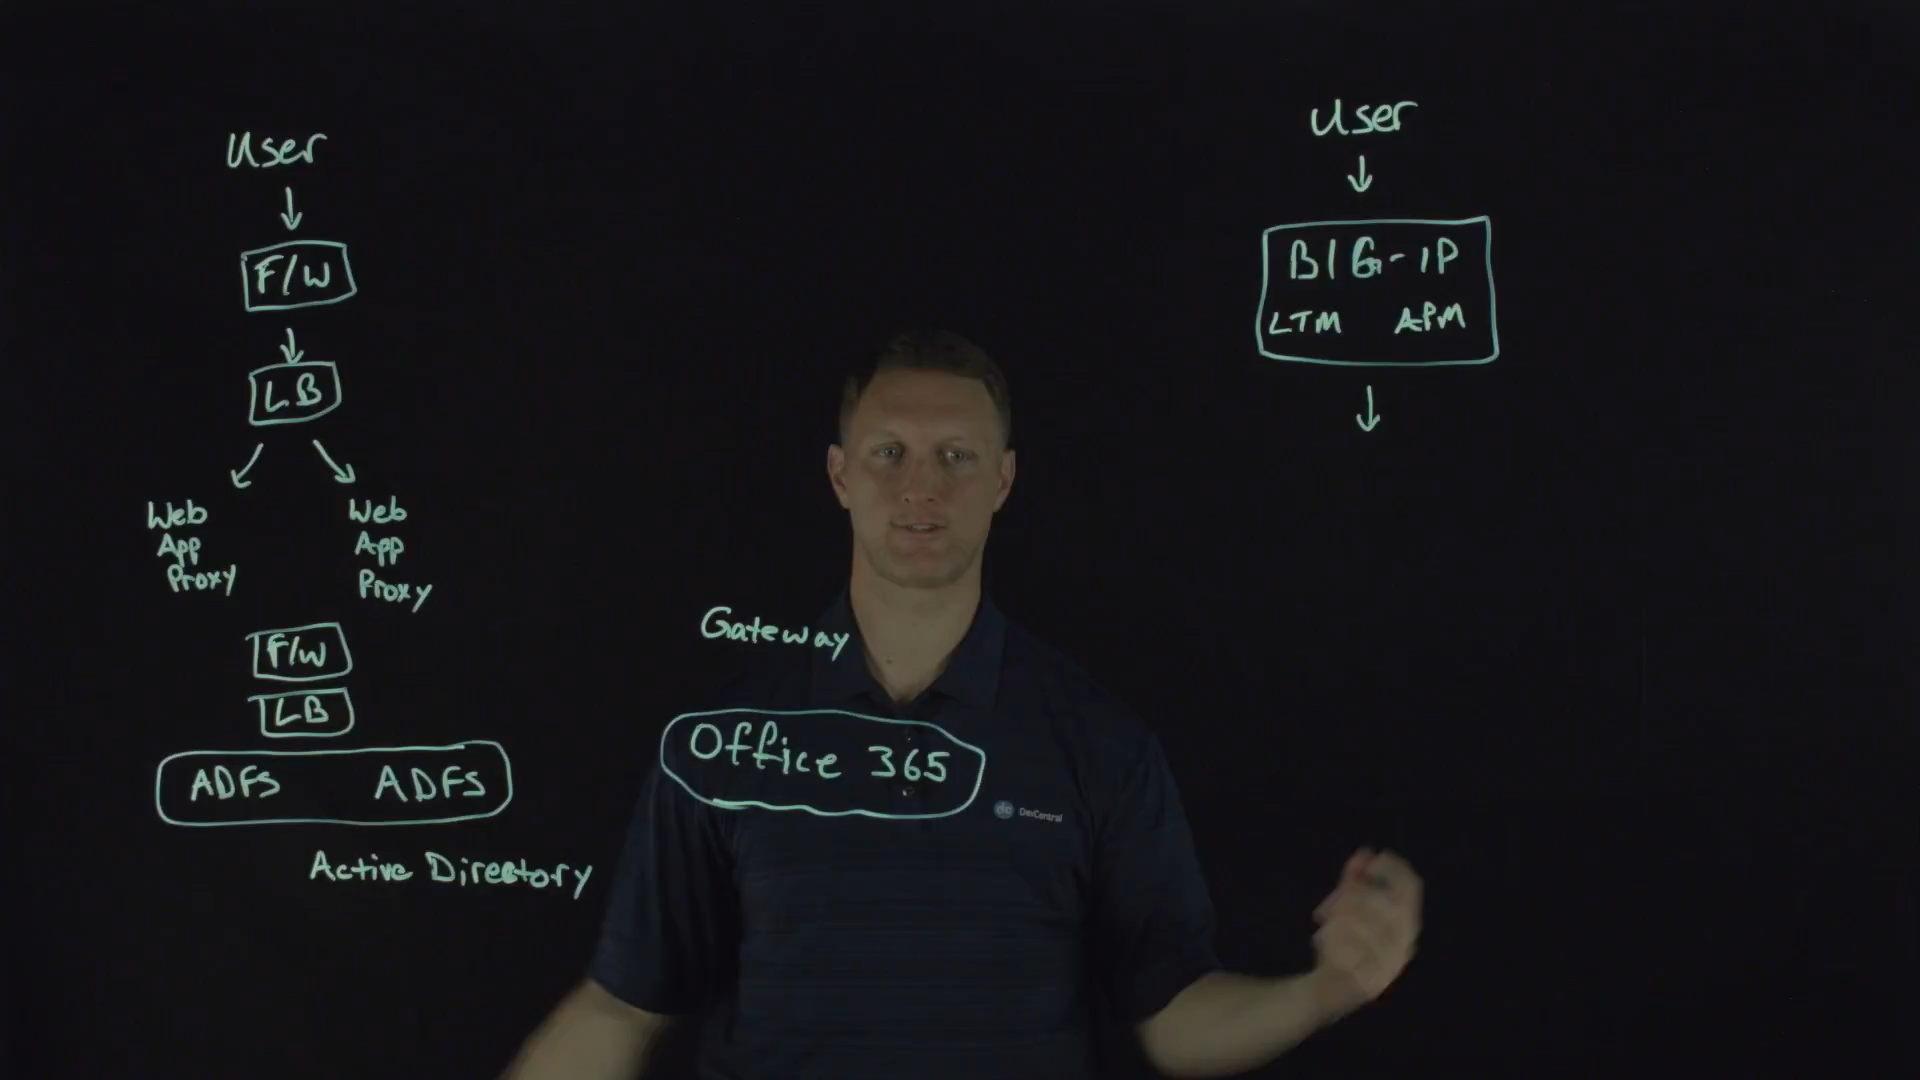 User
F/W
LB
Web
App
Proxy
Web
App
Proxy
F/W
LB
ADFS ADFS
Active Directory
Gateway
Office 365
DevCentral
User
BIG-IP
LTM APM